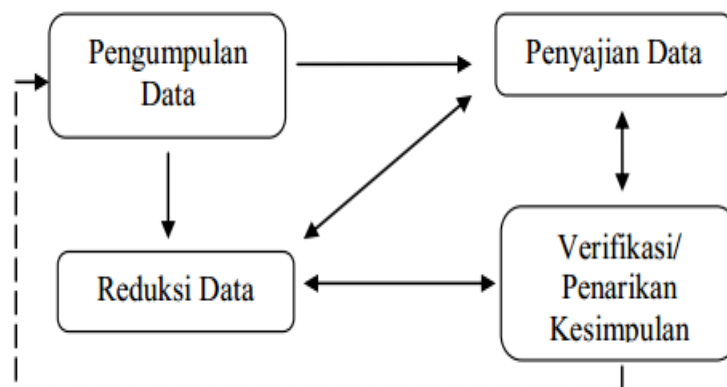 Pengumpulan
Data
Penyajian Data
Reduksi Data
Verifikasi/
Penarikan
Kesimpulan